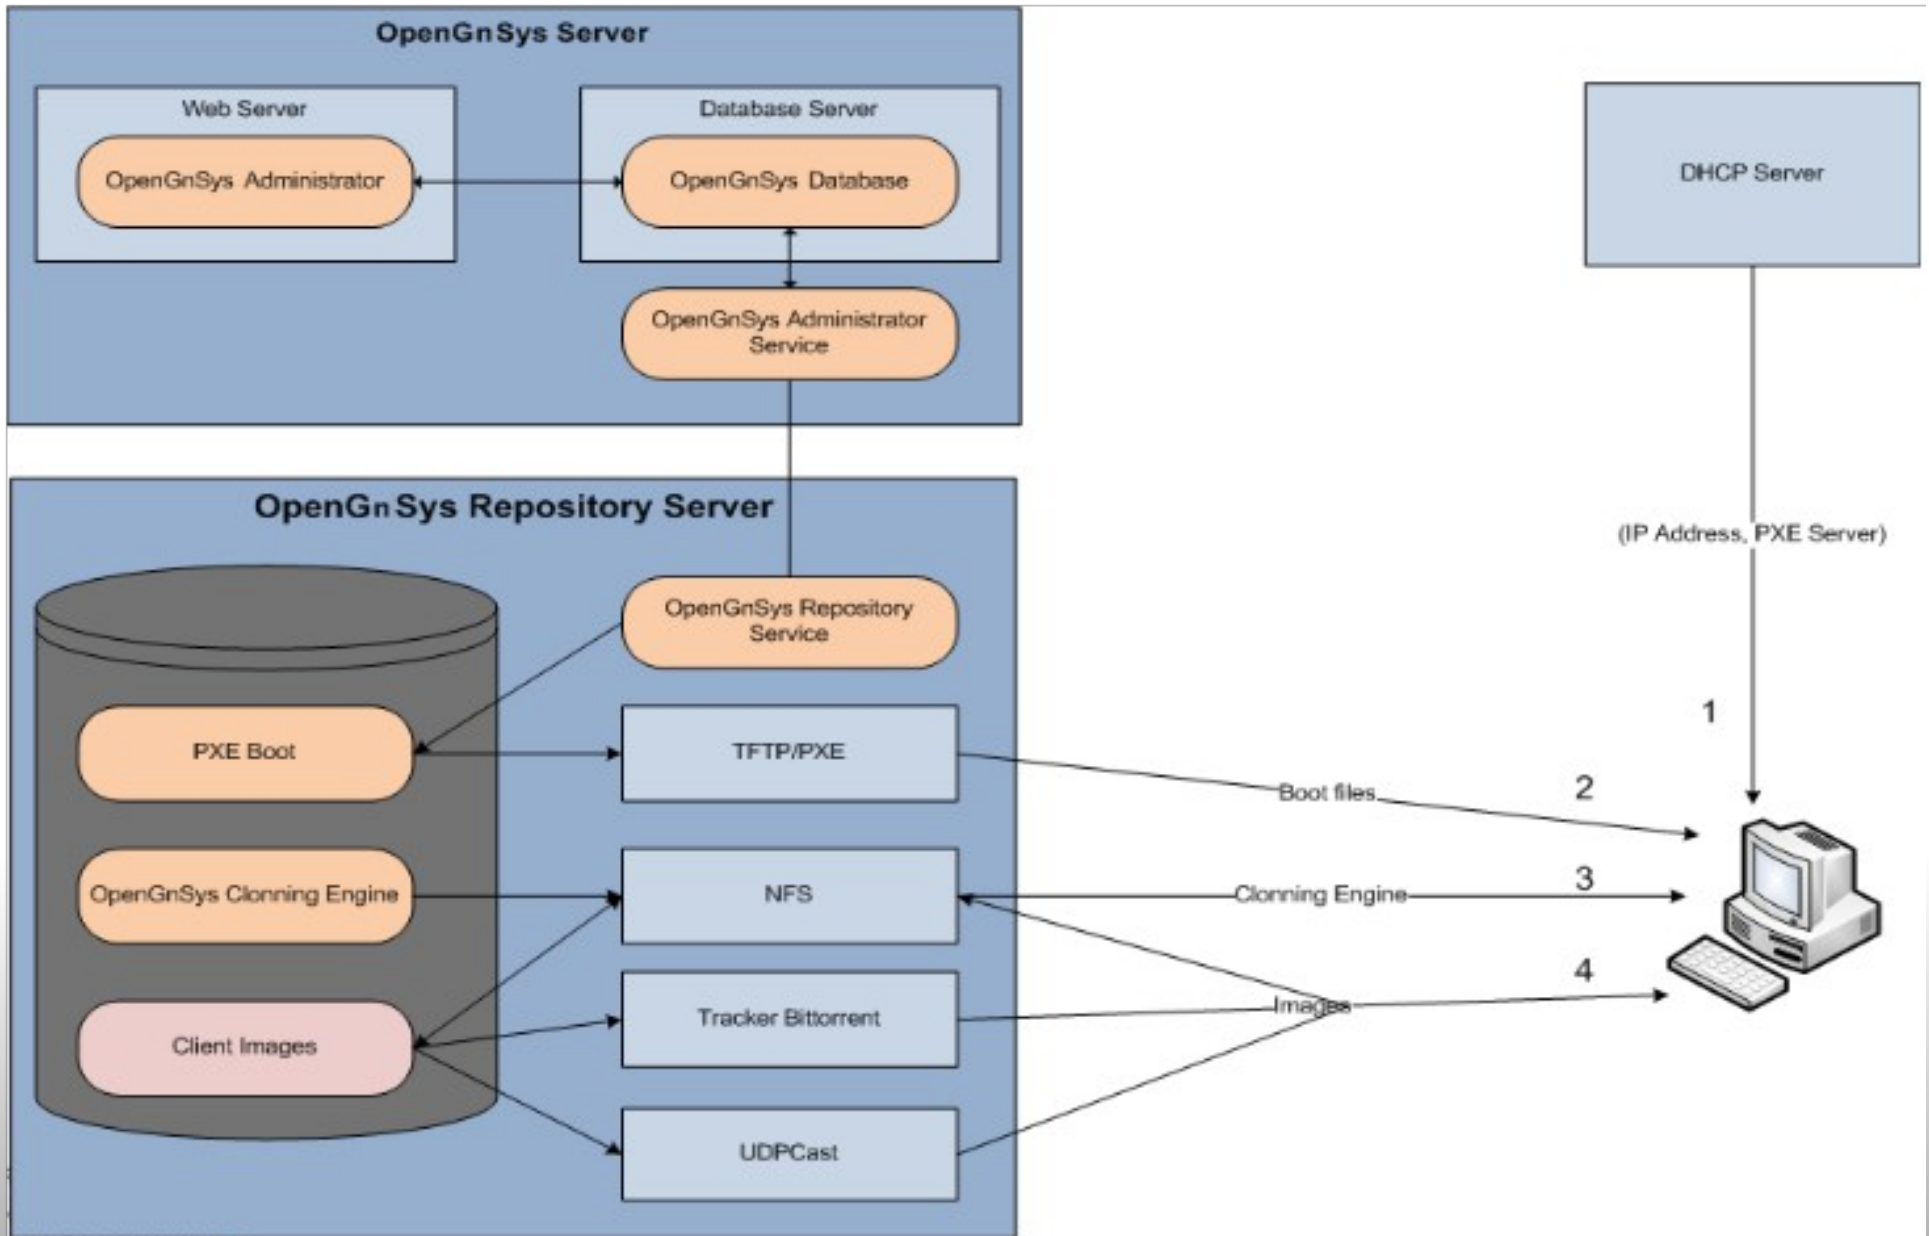 OpenGnSys Server
Web Server
Database Server
OpenGnSys Administrator
OpenGnSys Database
DHCP Server
OpenGnSys Administrator
Service
OpenGnSys Repository Server
(IP Address, PXE Server)
OpenGnSys Repository
Service
1
PXE Boot
TFTP/PXE
Boot files
2
OpenGnSys Clonning Engine
NFS
Clonning Engine
3
4
Client Images
Tracker Bittorrent
Images
UDPCast